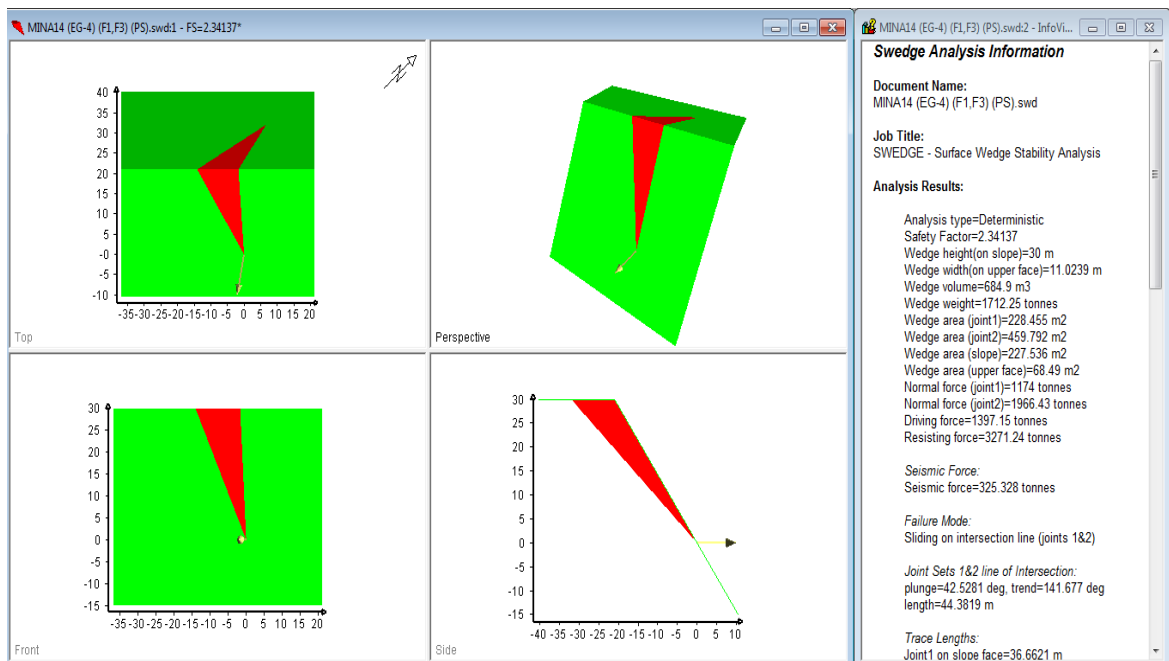 MINA14 (EG-4) (F1,F3) (PS).swd:1 - FS=2.34137*
N
40
35
30
25
20
15
10
5
-0
-5
-10
-35 -30 -25 -20 -15 -10 -5 0 5 10 15 20
Top
Perspective
30
25
20
15
10
5
0
-5
-10
-15
-35 -30 -25 -20 -15 -10 -5 0 5 10 15 20
Front
30
25
20
15
10
5
0
-5
-10
-15
-40 -35 -30 -25 -20 -15 -10 -5 0 5 10
Side
MINA14 (EG-4) (F1,F3) (PS).swd:2 - InfoVi...
Swedge Analysis Information
Document Name:
MINA14 (EG-4) (F1,F3) (PS).swd
Job Title:
SWEDGE - Surface Wedge Stability Analysis
Analysis Results:
Analysis type=Deterministic
Safety Factor=2.34137
Wedge height(on slope)=30 m
Wedge width(on upper face)=11.0239 m
Wedge volume=684.9 m3
Wedge weight=1712.25 tonnes
Wedge area (joint1)=228.455 m2
Wedge area (joint2)=459.792 m2
Wedge area (slope)=227.536 m2
Wedge area (upper face)=68.49 m2
Normal force (joint1)=1174 tonnes
Normal force (joint2)=1966.43 tonnes
Driving force=1397.15 tonnes
Resisting force=3271.24 tonnes
Seismic Force:
Seismic force=325.328 tonnes
Failure Mode:
Sliding on intersection line (joints 1&2)
Joint Sets 1&2 line of Intersection:
plunge=42.5281 deg, trend=141.677 deg
length=44.3819 m
Trace Lengths:
Joint1 on slope face=36.6621 m